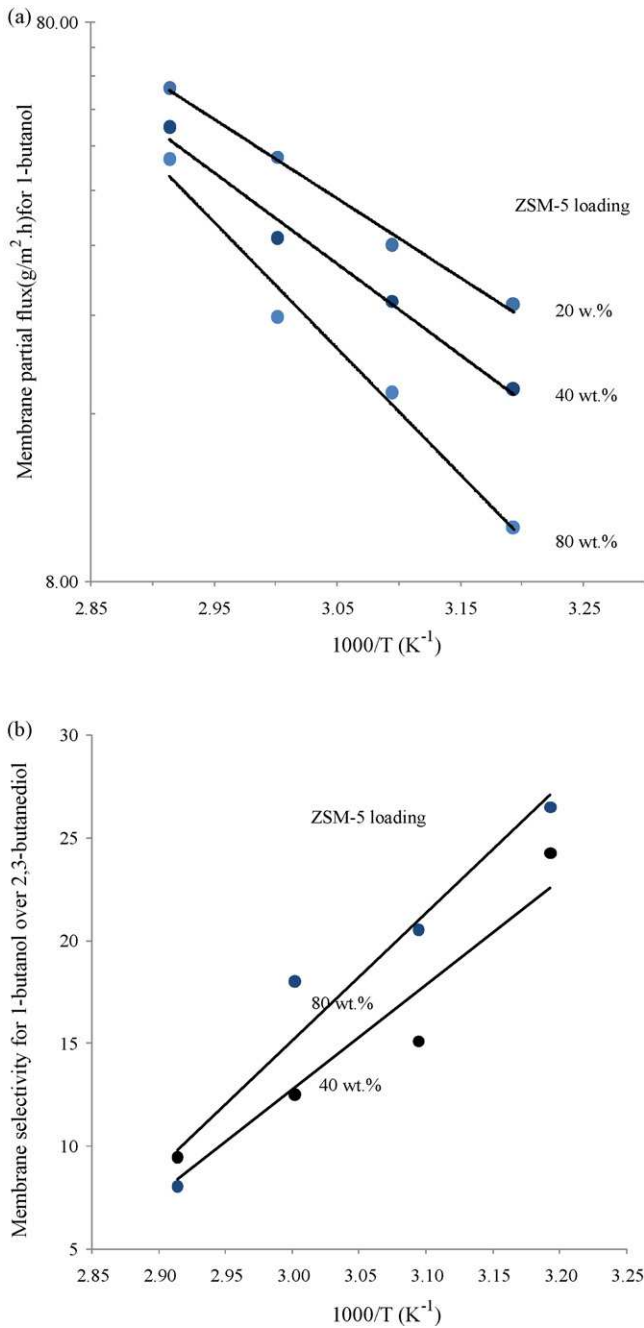 (a)
80.00
Membrane partial flux(g/m².h)for 1-butanol
ZSM-5 loading
20 w.%
40 wt.%
80 wt.%
8.00
2.85 2.95 3.05 3.15 3.25
1000/T (K⁻¹)
(b)
30
25
20
15
10
5
Membrane selectivity for 1-butanol over 2,3-butanediol
ZSM-5 loading
80 wt.%
40 wt.%
2.85 2.90 2.95 3.00 3.05 3.10 3.15 3.20 3.25
1000/T (K⁻¹)